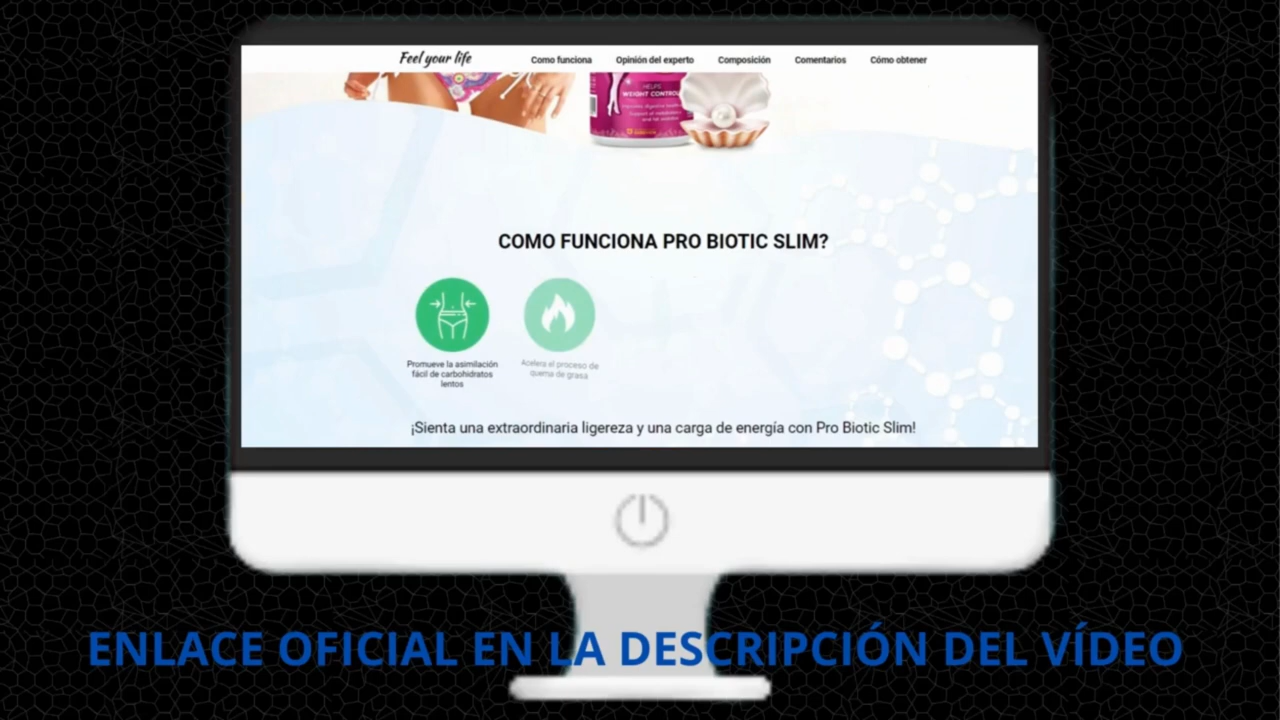 Feel your life
Como funciona Opinión del experto Composición Comentarios Cómo obtener
HELPS
WEIGHT CONTROL
COMO FUNCIONA PRO BIOTIC SLIM?
Promueve la asimilación
fácil de carbohidratos
lentos
Acelera el proceso de
quema de grasa
¡Sienta una extraordinaria ligereza y una carga de energía con Pro Biotic Slim!
ENLACE OFICIAL EN LA DESCRIPCIÓN DEL VÍDEO